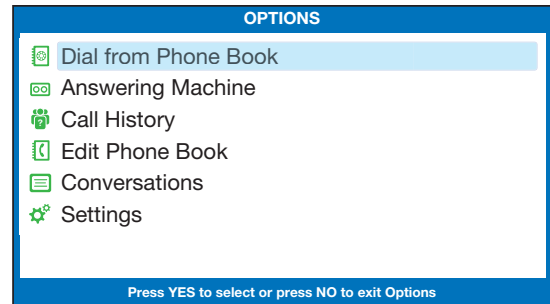 OPTIONS
Dial from Phone Book
Answering Machine
Call History
Edit Phone Book
Conversations
Settings
Press YES to select or press NO to exit Options